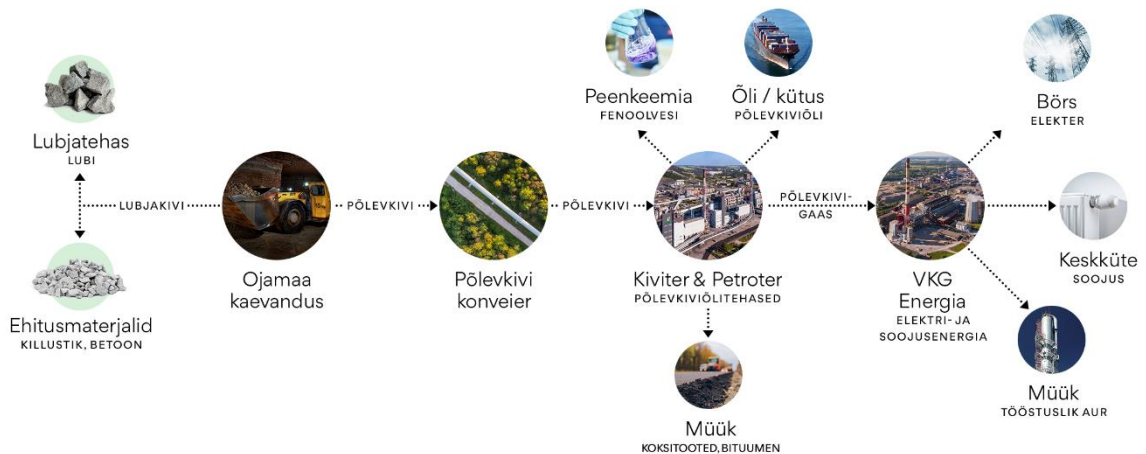 Lubjatehas
LUBI
LUBJAKIVI
Ehitusmaterjalid
KILLUSTIK, BETOON
Ojamaa
kaevandus
PÕLEVKIVI
Põlevkivi
konveier
PÕLEVKIVI
Peenkeemia
FENOOLVESI
Õli / kütus
PÕLEVKIVIÕLI
Kiviter & Petroter
PÕLEVKIVIÕLITEHASED
Müük
KOKSITOOTED, BITUUMEN
PÕLEVKIVI-
GAAS
VKG
Energia
ELEKTRI- JA
SOOJUSENERGIA
Börs
ELEKTER
Keskküte
SOOJUS
Müük
TÖÖSTUSLIK AUR